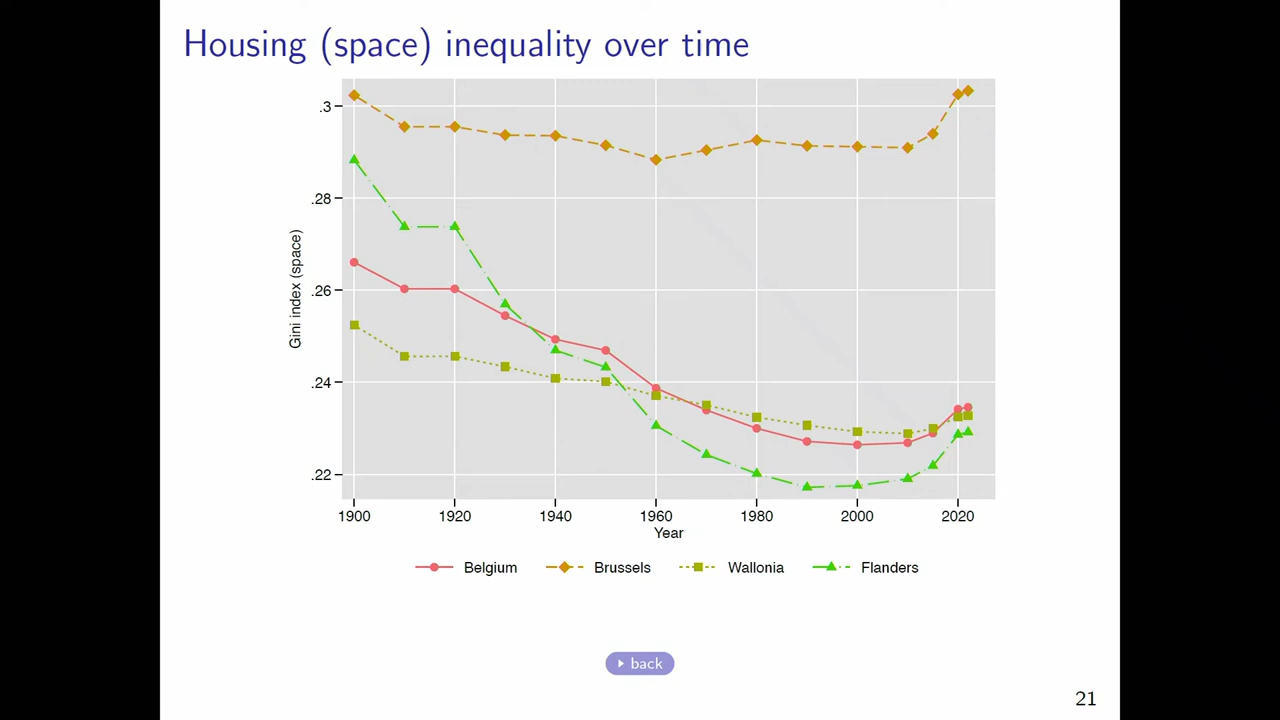 Housing (space) inequality over time
.3
.28
.26
.24
.22
Gini index (space)
1900 1920 1940 1960 1980 2000 2020
Year
Belgium Brussels Wallonia Flanders
back
21